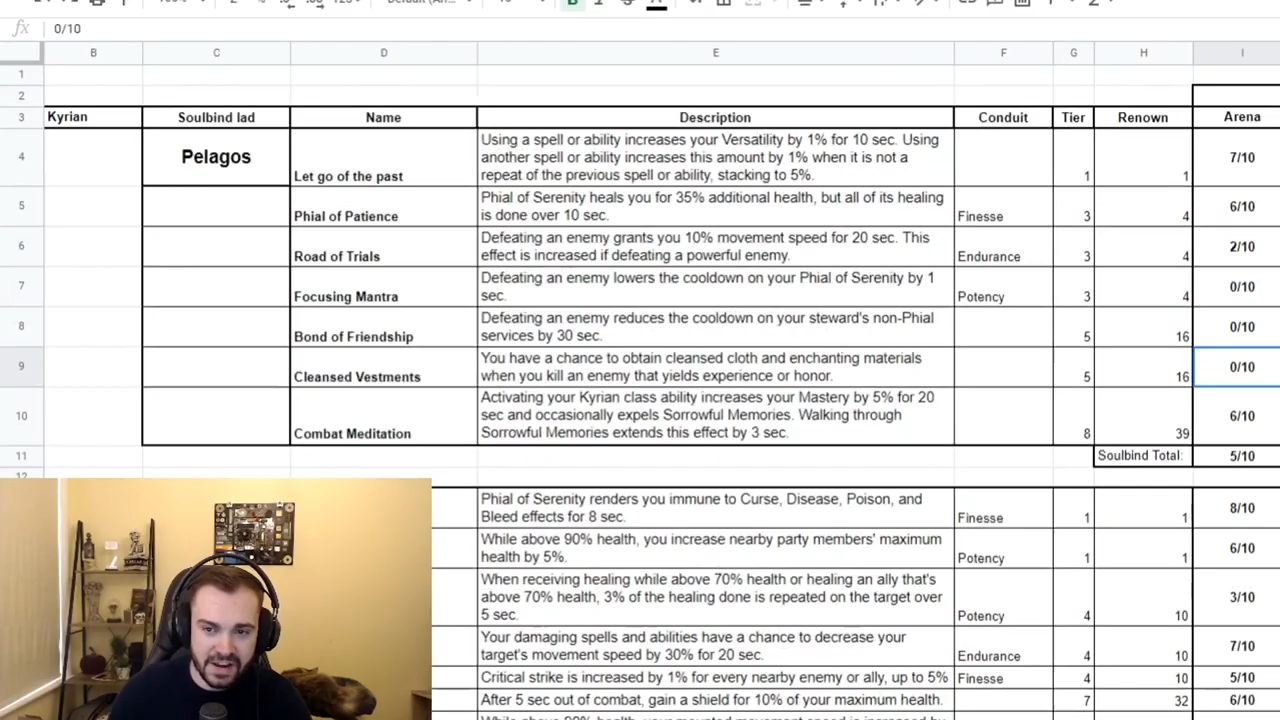 0/10
B C D E F G H I
1
2
3 Kyrian Soulbind lad Name Description Conduit Tier Renown Arena
4 Pelagos Let go of the past Using a spell or ability increases your Versatility by 1% for 10 sec. Using
another spell or ability increases this amount by 1% when it is not a
repeat of the previous spell or ability, stacking to 5%. 1 1 7/10
5 Phial of Patience Phial of Serenity heals you for 35% additional health, but all of its healing
is done over 10 sec. Finesse 3 4 6/10
6 Road of Trials Defeating an enemy grants you 10% movement speed for 20 sec. This
effect is increased if defeating a powerful enemy. Endurance 3 4 2/10
7 Focusing Mantra Defeating an enemy lowers the cooldown on your Phial of Serenity by 1
sec. Potency 3 4 0/10
8 Bond of Friendship Defeating an enemy reduces the cooldown on your steward's non-Phial
services by 30 sec. 5 16 0/10
9 Cleansed Vestments You have a chance to obtain cleansed cloth and enchanting materials
when you kill an enemy that yields experience or honor. 5 16 0/10
10 Combat Meditation Activating your Kyrian class ability increases your Mastery by 5% for 20
sec and occasionally expels Sorrowful Memories. Walking through
Sorrowful Memories extends this effect by 3 sec. 8 39 6/10
11 Soulbind Total: 5/10
Phial of Serenity renders you immune to Curse, Disease, Poison, and
Bleed effects for 8 sec. Finesse 1 1 8/10
While above 90% health, you increase nearby party members' maximum
health by 5%. Potency 1 1 6/10
When receiving healing while above 70% health or healing an ally that's
above 70% health, 3% of the healing done is repeated on the target over
5 sec. Potency 4 10 3/10
Your damaging spells and abilities have a chance to decrease your
target's movement speed by 30% for 20 sec. Endurance 4 10 7/10
Critical strike is increased by 1% for every nearby enemy or ally, up to 5% Finesse 4 10 5/10
After 5 sec out of combat, gain a shield for 10% of your maximum health. 7 32 6/10